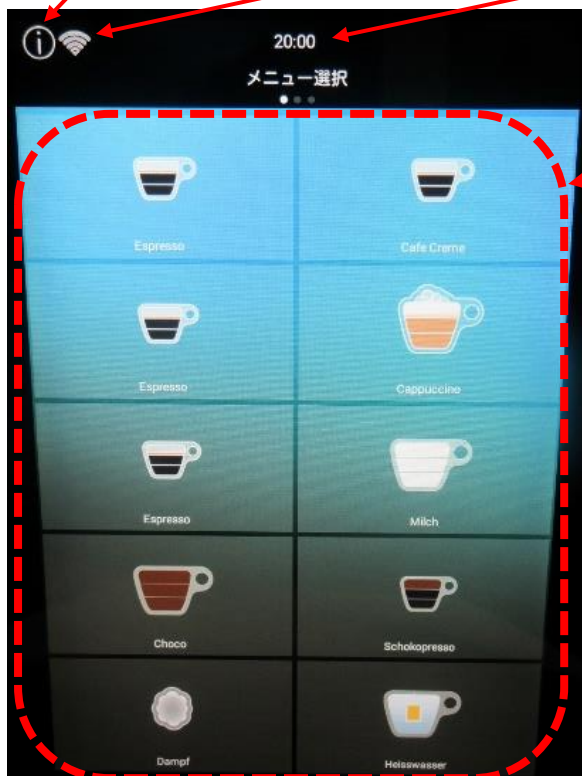 20:00
メニュー選択
Espresso
Cafe Creme
Espresso
Cappuccino
Espresso
Milch
Choco
Schokopresso
Dampf
Heisswasser